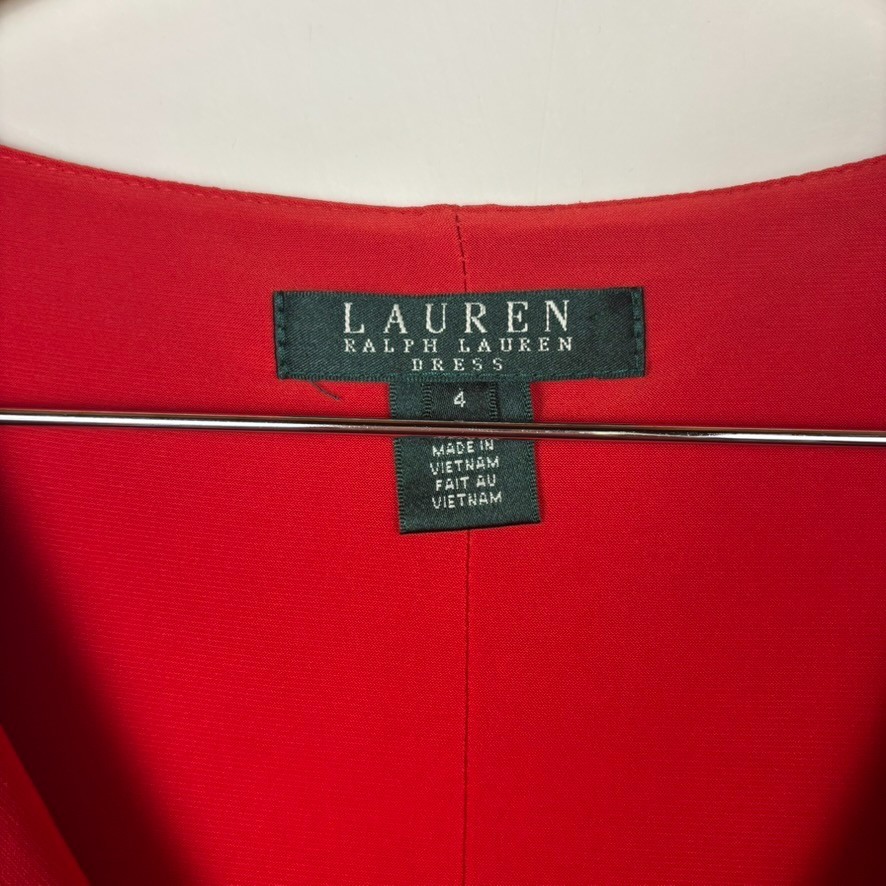 LAUREN
RALPH LAUREN
DRESS
4
MADE IN
VIETNAM
FAIT AU
VIETNAM